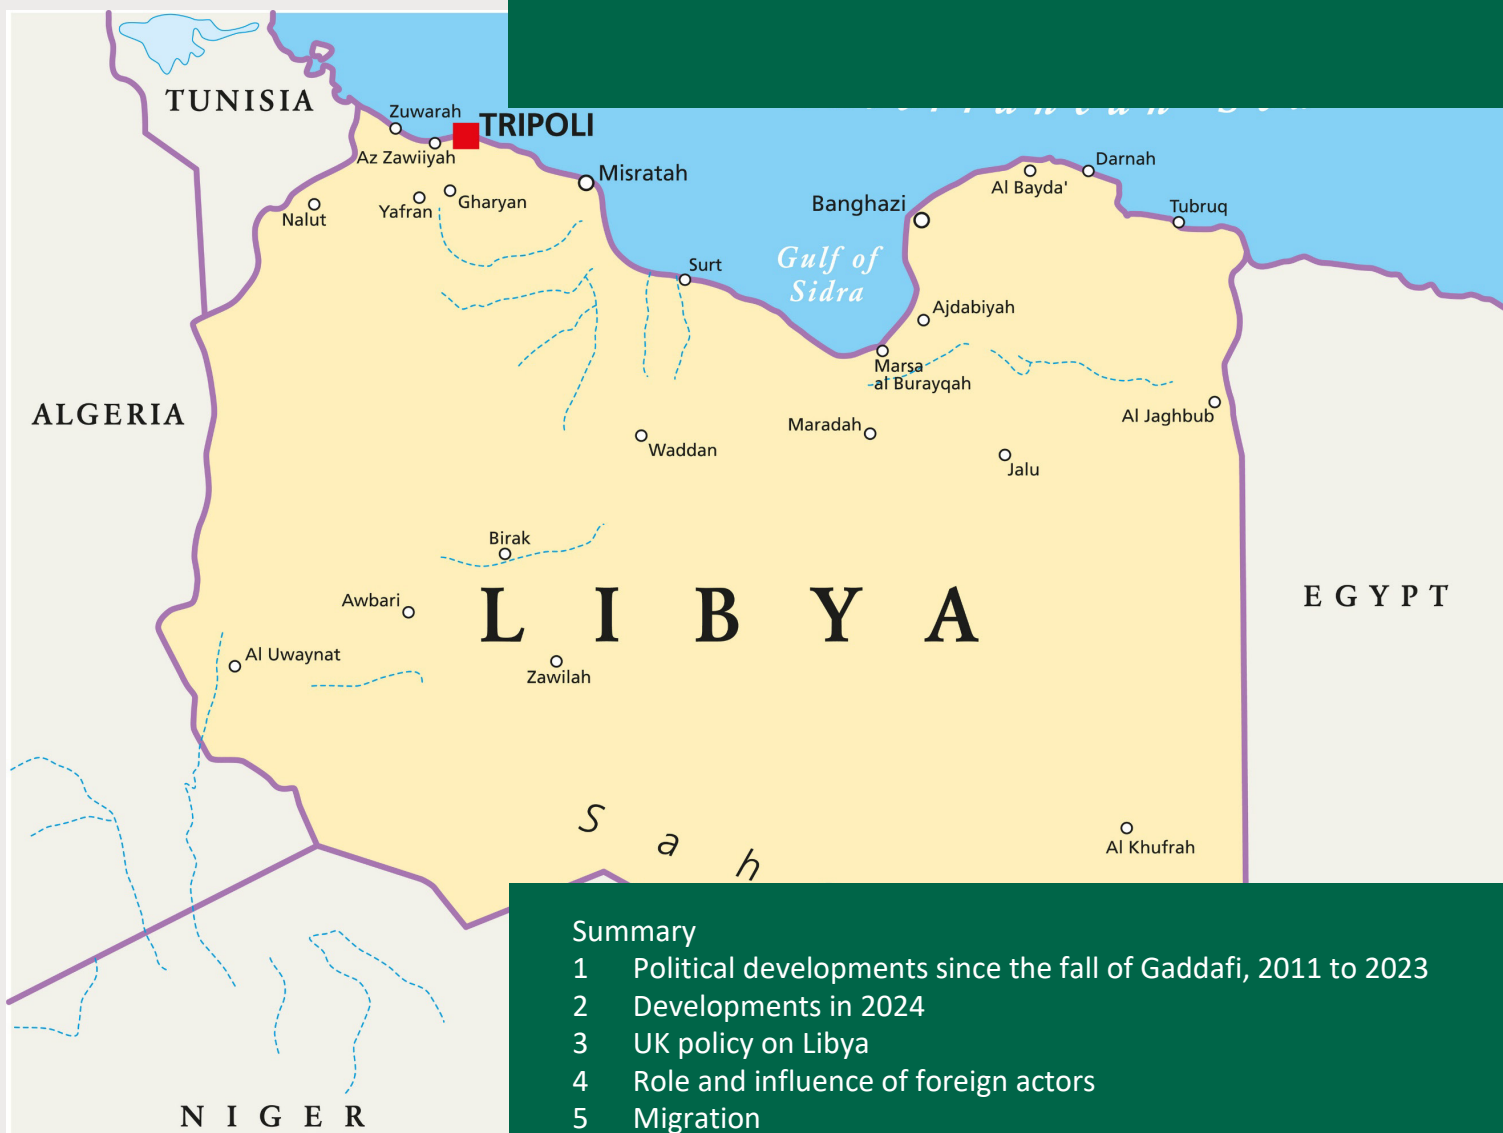 TUNISIA
Zuwarah
TRIPOLI
Az Zawiiyah
Misratah
Nalut
Yafran
Gharyan
Surt
Banghazi
Al Bayda'
Darnah
Tubruq
Gulf of
Sidra
Ajdabiyah
Marsa
al Burayqah
Al Jaghbub
Maradah
Jalu
Waddan
ALGERIA
Birak
Awbari
LIBYA
EGYPT
Al Uwaynat
Zawilah
Sah
Al Khufrah
NIGER
Summary
1 Political developments since the fall of Gaddafi, 2011 to 2023
2 Developments in 2024
3 UK policy on Libya
4 Role and influence of foreign actors
5 Migration